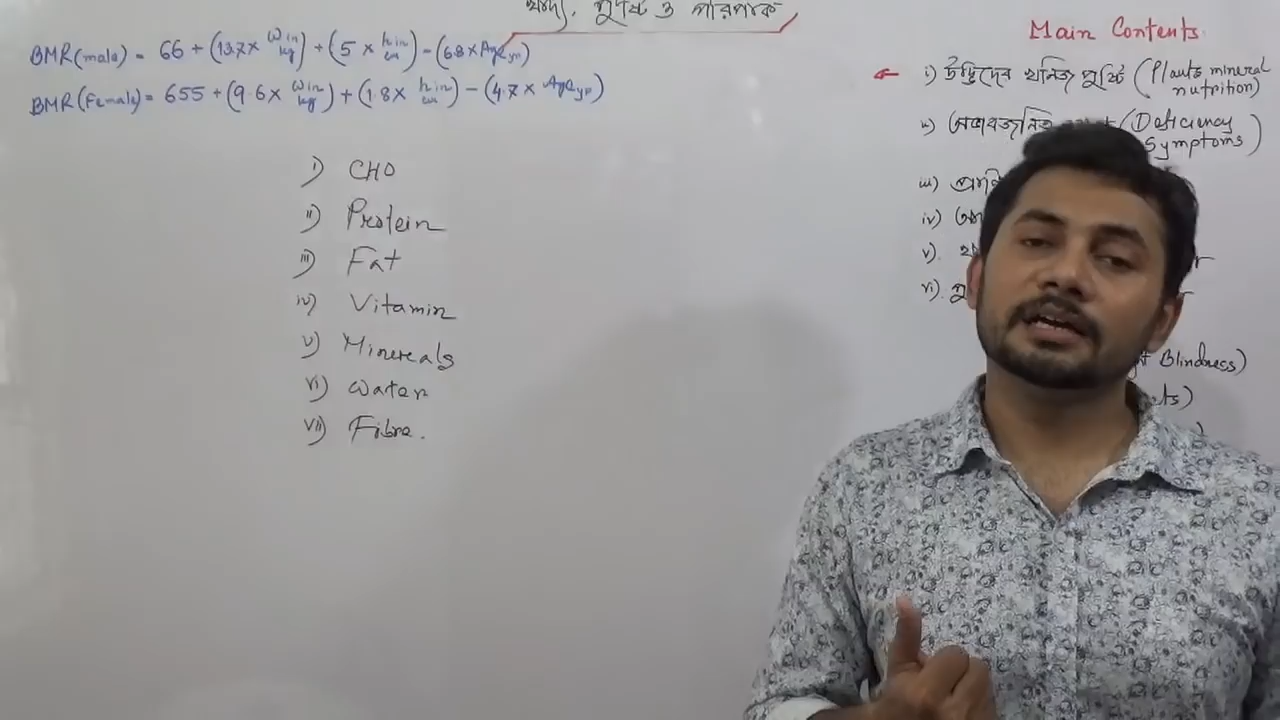 খাদ্য, পুষ্টি ও পরিপাক
BMR(male) = 66 + (13.7 x W in kg) + (5 x h in cm) - (6.8 x Age yr)
BMR(Female) = 655 + (9.6 x W in kg) + (1.8 x h in cm) - (4.7 x Age yr)
i) CHO
ii) Protein
iii) Fat
iv) Vitamin
v) Minerals
vi) Water
vii) Fibre.
Main Contents
i) উদ্ভিদের খনিজ পুষ্টি (Plants mineral nutrition)
ii) অভাবজনিত (Deficiency Symptoms)
iii)
iv)
v).
vi).
Blindness)